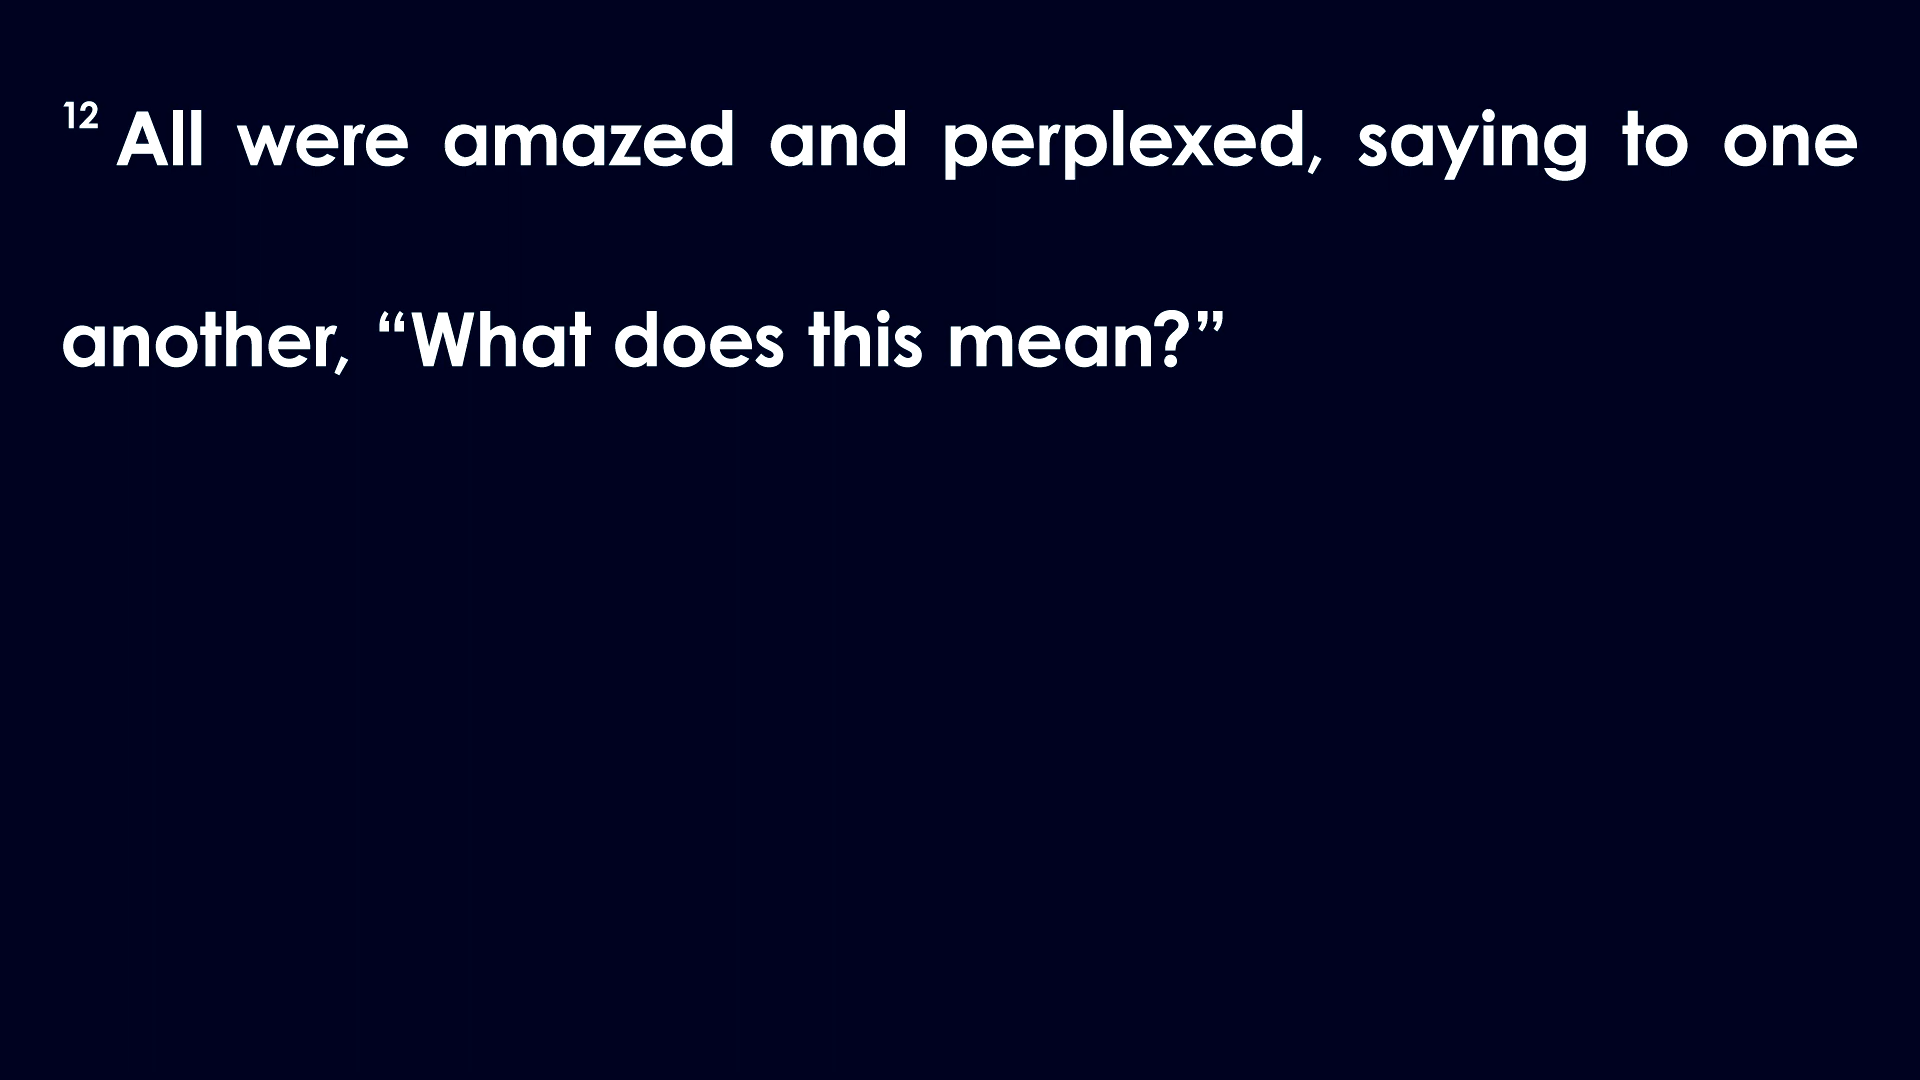 12 All were amazed and perplexed, saying to one
another, “What does this mean?”